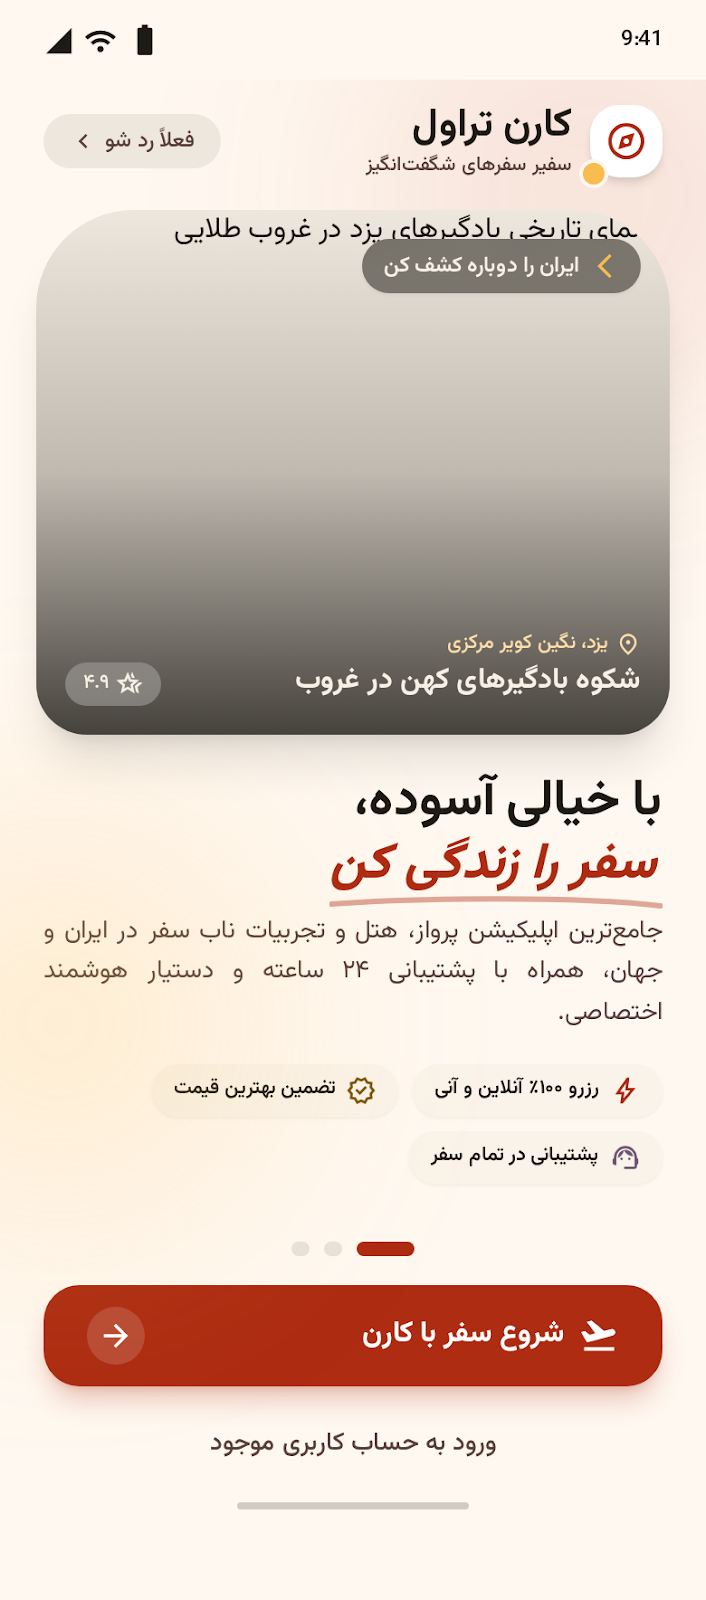 9:41
کارن تراول
سفیر سفرهای شگفت‌انگیز
فعلاً رد شو
تاریخی بادگیرهای یزد در غروب طلایی
ایران را دوباره کشف کن
یزد، نگین کویر مرکزی
شکوه بادگیرهای کهن در غروب
۴.۹
با خیالی آسوده،
سفر را زندگی کن
جامع‌ترین اپلیکیشن پرواز، هتل و تجربیات ناب سفر در ایران و
جهان، همراه با پشتیبانی ۲۴ ساعته و دستیار هوشمند
اختصاصی.
رزرو ۱۰۰٪ آنلاین و آنی
تضمین بهترین قیمت
پشتیبانی در تمام سفر
شروع سفر با کارن
ورود به حساب کاربری موجود